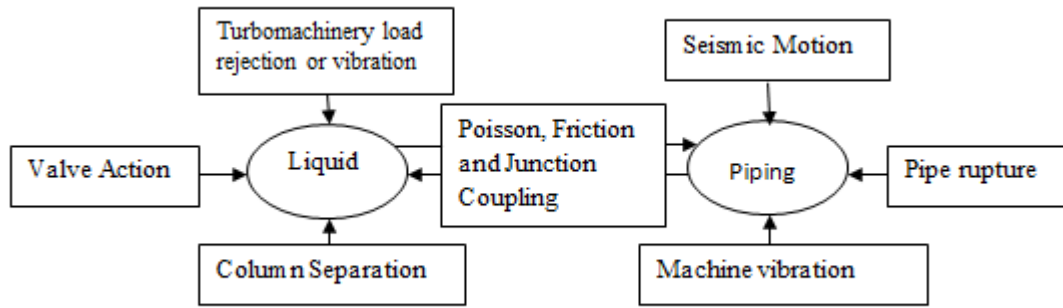 Turbomachinery load
rejection or vibration
Seismic Motion
Valve Action
Liquid
Poisson, Friction
and Junction
Coupling
Piping
Pipe rupture
Column Separation
Machine vibration